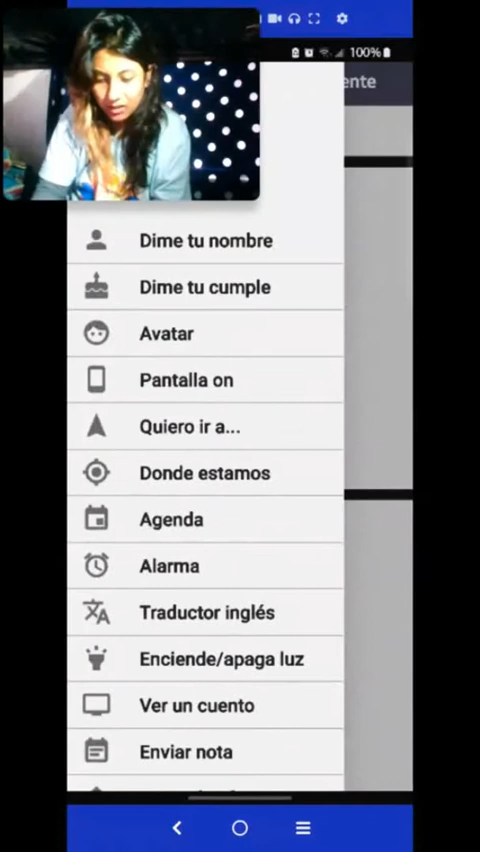 100%
ente
Dime tu nombre
Dime tu cumple
Avatar
Pantalla on
Quiero ir a...
Donde estamos
Agenda
Alarma
Traductor inglés
Enciende/apaga luz
Ver un cuento
Enviar nota